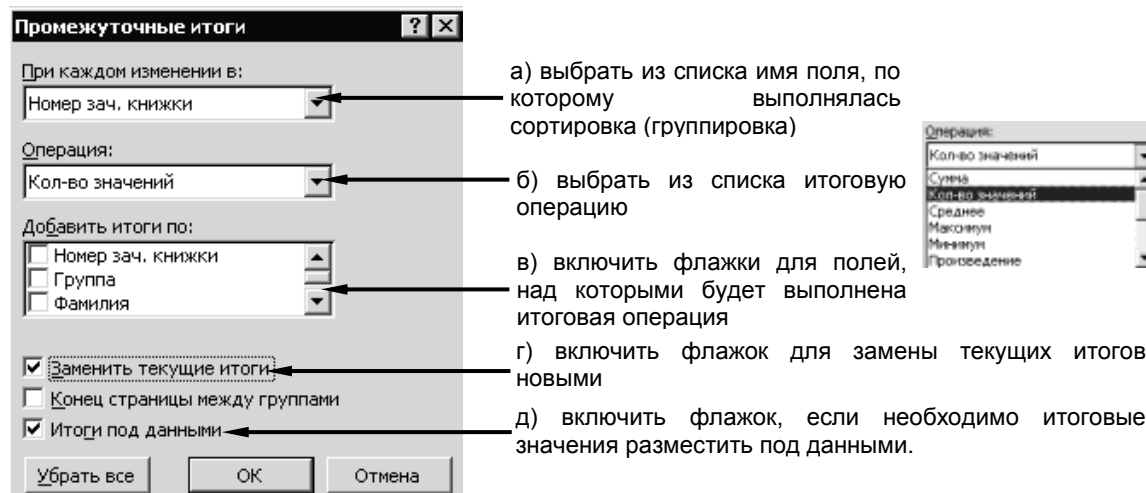 Промежуточные итоги
При каждом изменении в:
Номер зач. книжки
Операция:
Кол-во значений
Добавить итоги по:
Номер зач. книжки
Группа
Фамилия
Заменить текущие итоги
Конец страницы между группами
Итоги под данными
Убрать все
ОК
Отмена
а) выбрать из списка имя поля, по
которому выполнялась
сортировка (группировка)
б) выбрать из списка итоговую
операцию
в) включить флажки для полей,
над которыми будет выполнена
итоговая операция
г) включить флажок для замены текущих итогов
новыми
д) включить флажок, если необходимо итоговые
значения разместить под данными.
Операция:
Кол-во значений
Сумма
Кол-во значений
Среднее
Максимум
Минимум
Произведение